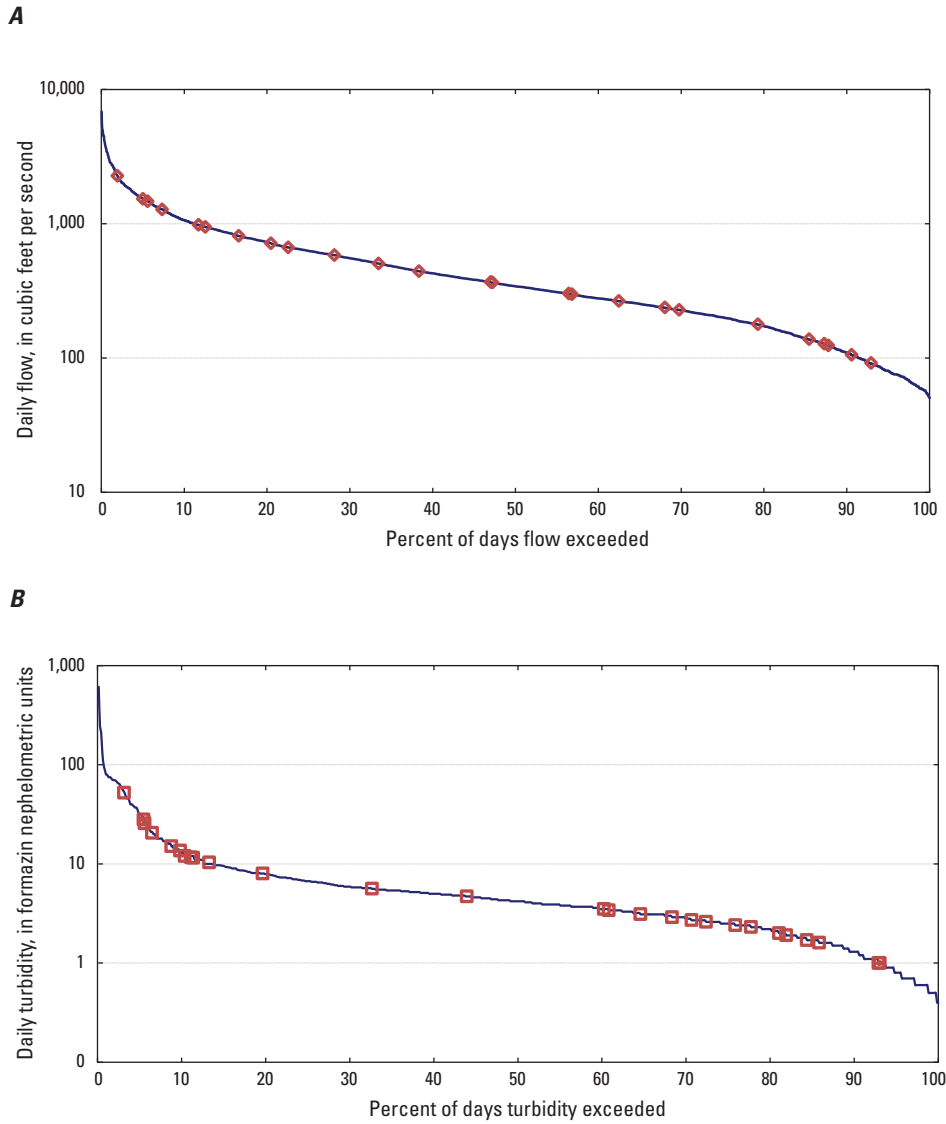 A
10,000
1,000
100
10
Daily flow, in cubic feet per second
0 10 20 30 40 50 60 70 80 90 100
Percent of days flow exceeded
B
1,000
100
10
1
0
Daily turbidity, in formazin nephelometric units
0 10 20 30 40 50 60 70 80 90 100
Percent of days turbidity exceeded